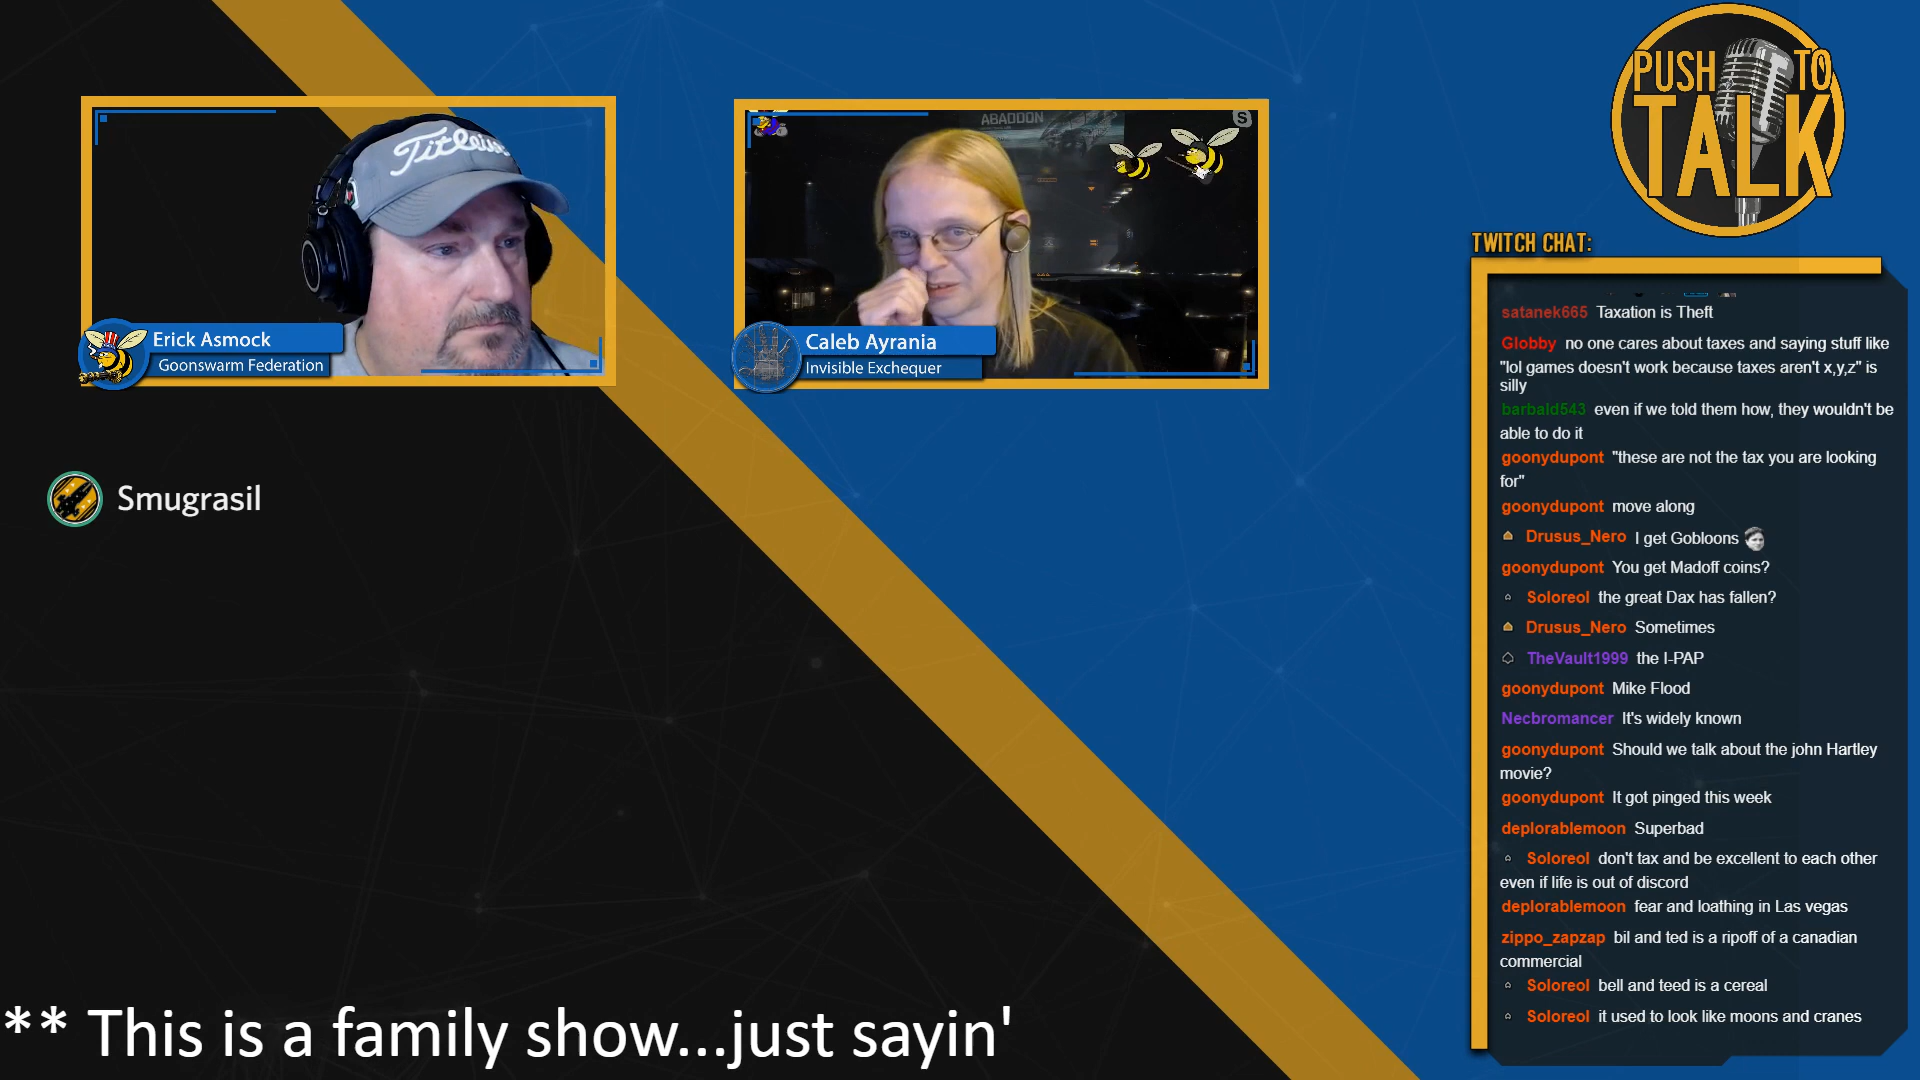 PUSH TO
TALK
Titleist
Erick Asmock
Goonswarm Federation
ABADDON
S
Caleb Ayrania
Invisible Exchequer
Smugrasil
** This is a family show...just sayin'
TWITCH CHAT:
satanek665 Taxation is Theft
Globby no one cares about taxes and saying stuff like
"lol games doesn't work because taxes aren't x,y,z" is
silly
barbald543 even if we told them how, they wouldn't be
able to do it
goonydupont "these are not the tax you are looking
for"
goonydupont move along
Drusus_Nero I get Gobloons
goonydupont You get Madoff coins?
Soloreol the great Dax has fallen?
Drusus_Nero Sometimes
TheVault1999 the I-PAP
goonydupont Mike Flood
Necbromancer It's widely known
goonydupont Should we talk about the john Hartley
movie?
goonydupont It got pinged this week
deplorablemoon Superbad
Soloreol don't tax and be excellent to each other
even if life is out of discord
deplorablemoon fear and loathing in Las vegas
zippo_zapzap bil and ted is a ripoff of a canadian
commercial
Soloreol bell and teed is a cereal
Soloreol it used to look like moons and cranes